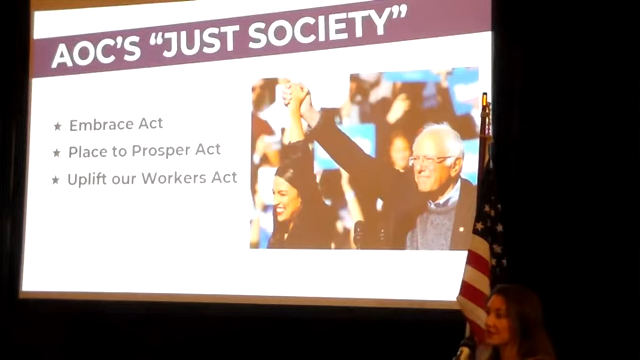 AOC'S “JUST SOCIETY”
★ Embrace Act
★ Place to Prosper Act
★ Uplift our Workers Act